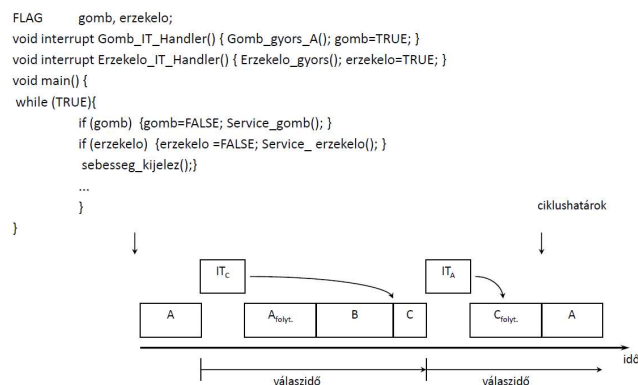 FLAG gomb, erzekelo;
void interrupt Gomb_IT_Handler() { Gomb_gyors_A(); gomb=TRUE; }
void interrupt Erzekelo_IT_Handler() { Erzekelo_gyors(); erzekelo=TRUE; }
void main() {
while (TRUE){
if (gomb) {gomb=FALSE; Service_gomb(); }
if (erzekelo) {erzekelo =FALSE; Service_ erzekelo(); }
sebesseg_kijelez();}
...
}
}
ciklushatárok
IT_C IT_A
A A_folyt. B C C_folyt. A
idő
válaszidő válaszidő